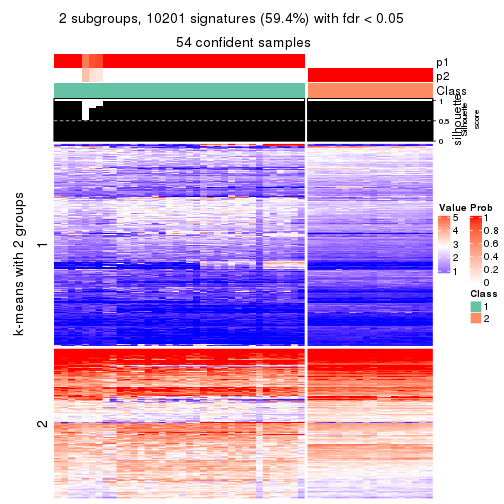 2 subgroups, 10201 signatures (59.4%) with fdr < 0.05
54 confident samples
p1
p2
Class
1
0.5
0
silhouette
Silhouette
score
k-means with 2 groups
1
2
Value
5
4
3
2
1
Prob
1
0.8
0.6
0.4
0.2
0
Class
1
2